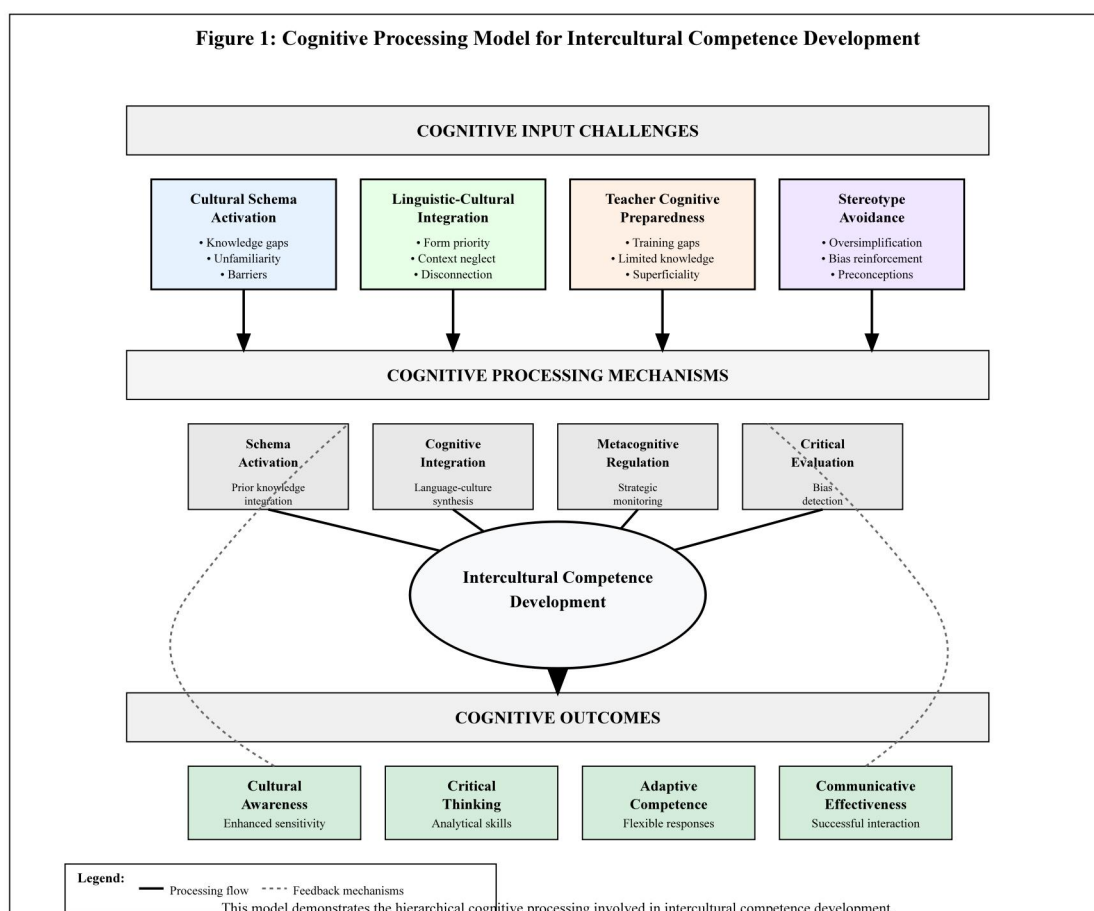 Figure 1: Cognitive Processing Model for Intercultural Competence Development
COGNITIVE INPUT CHALLENGES
Cultural Schema
Activation
• Knowledge gaps
• Unfamiliarity
• Barriers
Linguistic-Cultural
Integration
• Form priority
• Context neglect
• Disconnection
Teacher Cognitive
Preparedness
• Training gaps
• Limited knowledge
• Superficiality
Stereotype
Avoidance
• Oversimplification
• Bias reinforcement
• Preconceptions
COGNITIVE PROCESSING MECHANISMS
Schema
Activation
Prior knowledge
integration
Cognitive
Integration
Language-culture
synthesis
Metacognitive
Regulation
Strategic
monitoring
Critical
Evaluation
Bias
detection
Intercultural Competence
Development
COGNITIVE OUTCOMES
Cultural
Awareness
Enhanced sensitivity
Critical
Thinking
Analytical skills
Adaptive
Competence
Flexible responses
Communicative
Effectiveness
Successful interaction
Legend:
Processing flow
Feedback mechanisms
This model demonstrates the hierarchical cognitive processing involved in intercultural competence development